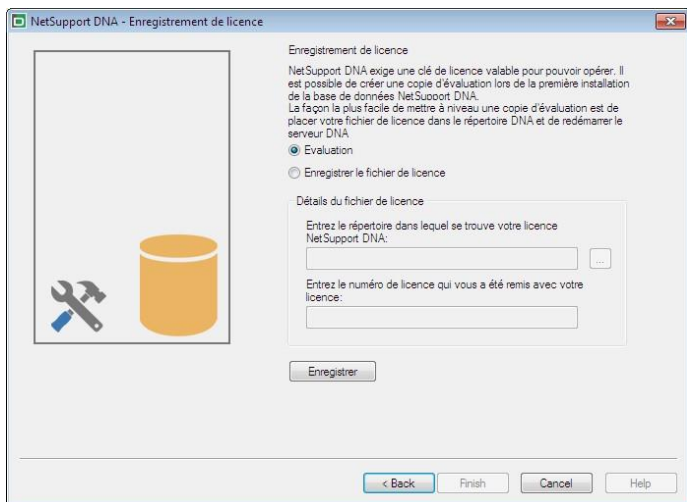 NetSupport DNA - Enregistrement de licence
Enregistrement de licence
NetSupport DNA exige une clé de licence valable pour pouvoir opérer. Il
est possible de créer une copie d'évaluation lors de la première installation
de la base de données NetSupport DNA.
La façon la plus facile de mettre à niveau une copie d'évaluation est de
placer votre fichier de licence dans le répertoire DNA et de redémarrer le
serveur DNA
Evaluation
Enregistrer le fichier de licence
Détails du fichier de licence
Entrez le répertoire dans lequel se trouve votre licence
NetSupport DNA:
...
Entrez le numéro de licence qui vous a été remis avec votre
licence:
Enregistrer
< Back
Finish
Cancel
Help